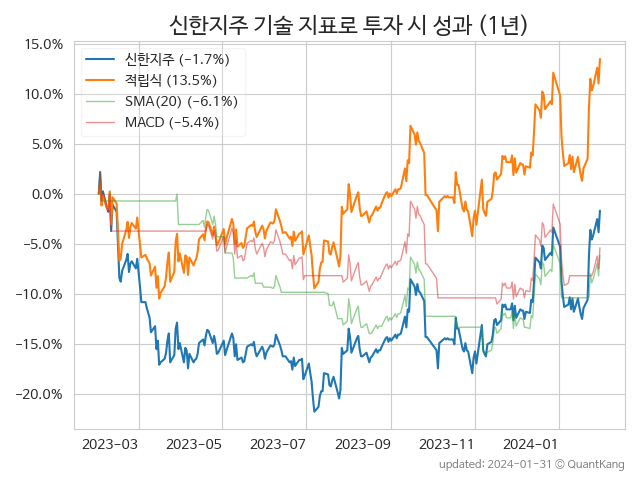 신한지주 기술 지표로 투자 시 성과 (1년)
15.0%
10.0%
5.0%
0.0%
−5.0%
−10.0%
−15.0%
−20.0%
신한지주 (−1.7%)
적립식 (13.5%)
SMA(20) (−6.1%)
MACD (−5.4%)
2023-03 2023-05 2023-07 2023-09 2023-11 2024-01
updated: 2024-01-31 © QuantKang